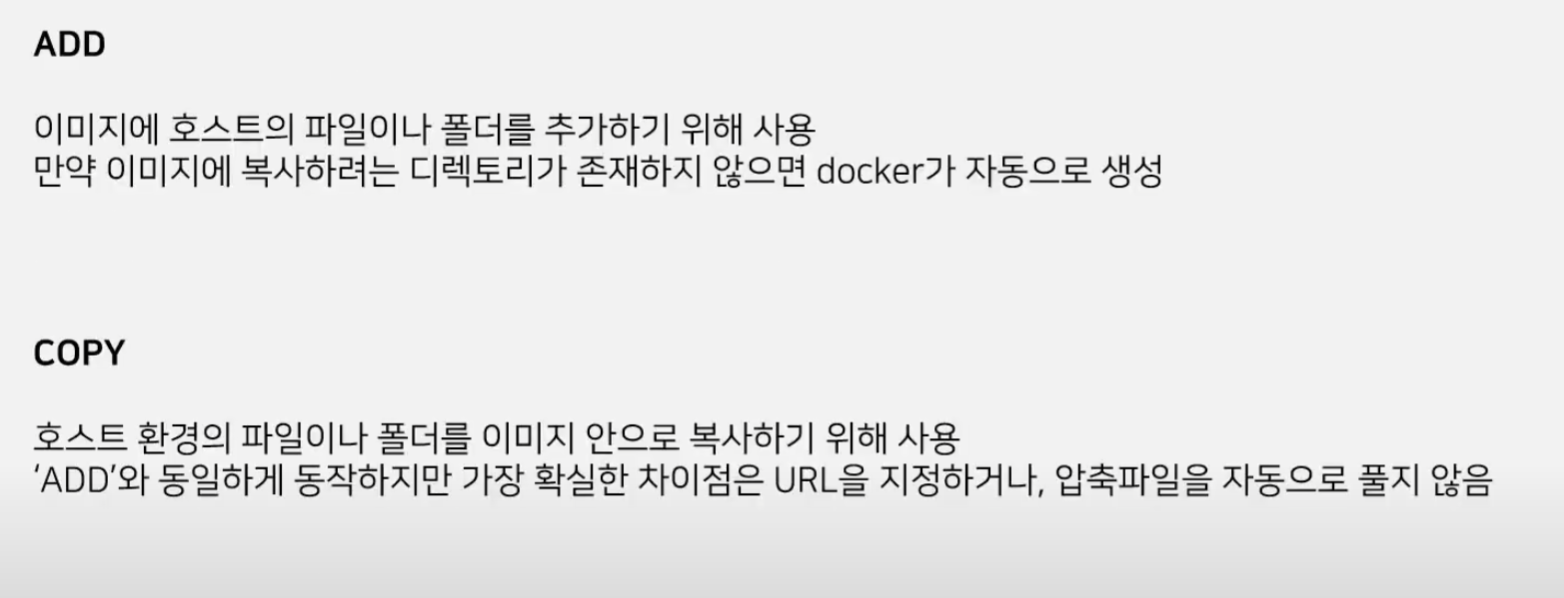 ADD
이미지에 호스트의 파일이나 폴더를 추가하기 위해 사용
만약 이미지에 복사하려는 디렉토리가 존재하지 않으면 docker가 자동으로 생성
COPY
호스트 환경의 파일이나 폴더를 이미지 안으로 복사하기 위해 사용
‘ADD’와 동일하게 동작하지만 가장 확실한 차이점은 URL을 지정하거나, 압축파일을 자동으로 풀지 않음